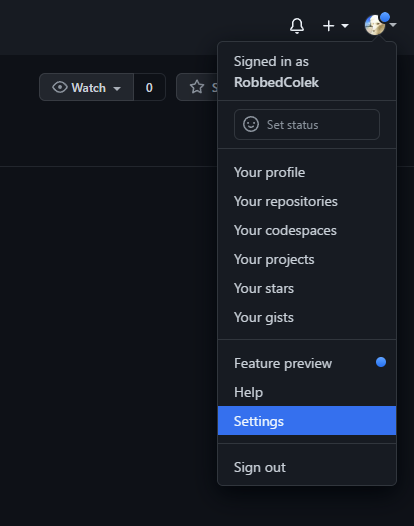 Watch
0
Signed in as
RobbedColek
Set status
Your profile
Your repositories
Your codespaces
Your projects
Your stars
Your gists
Feature preview
Help
Settings
Sign out